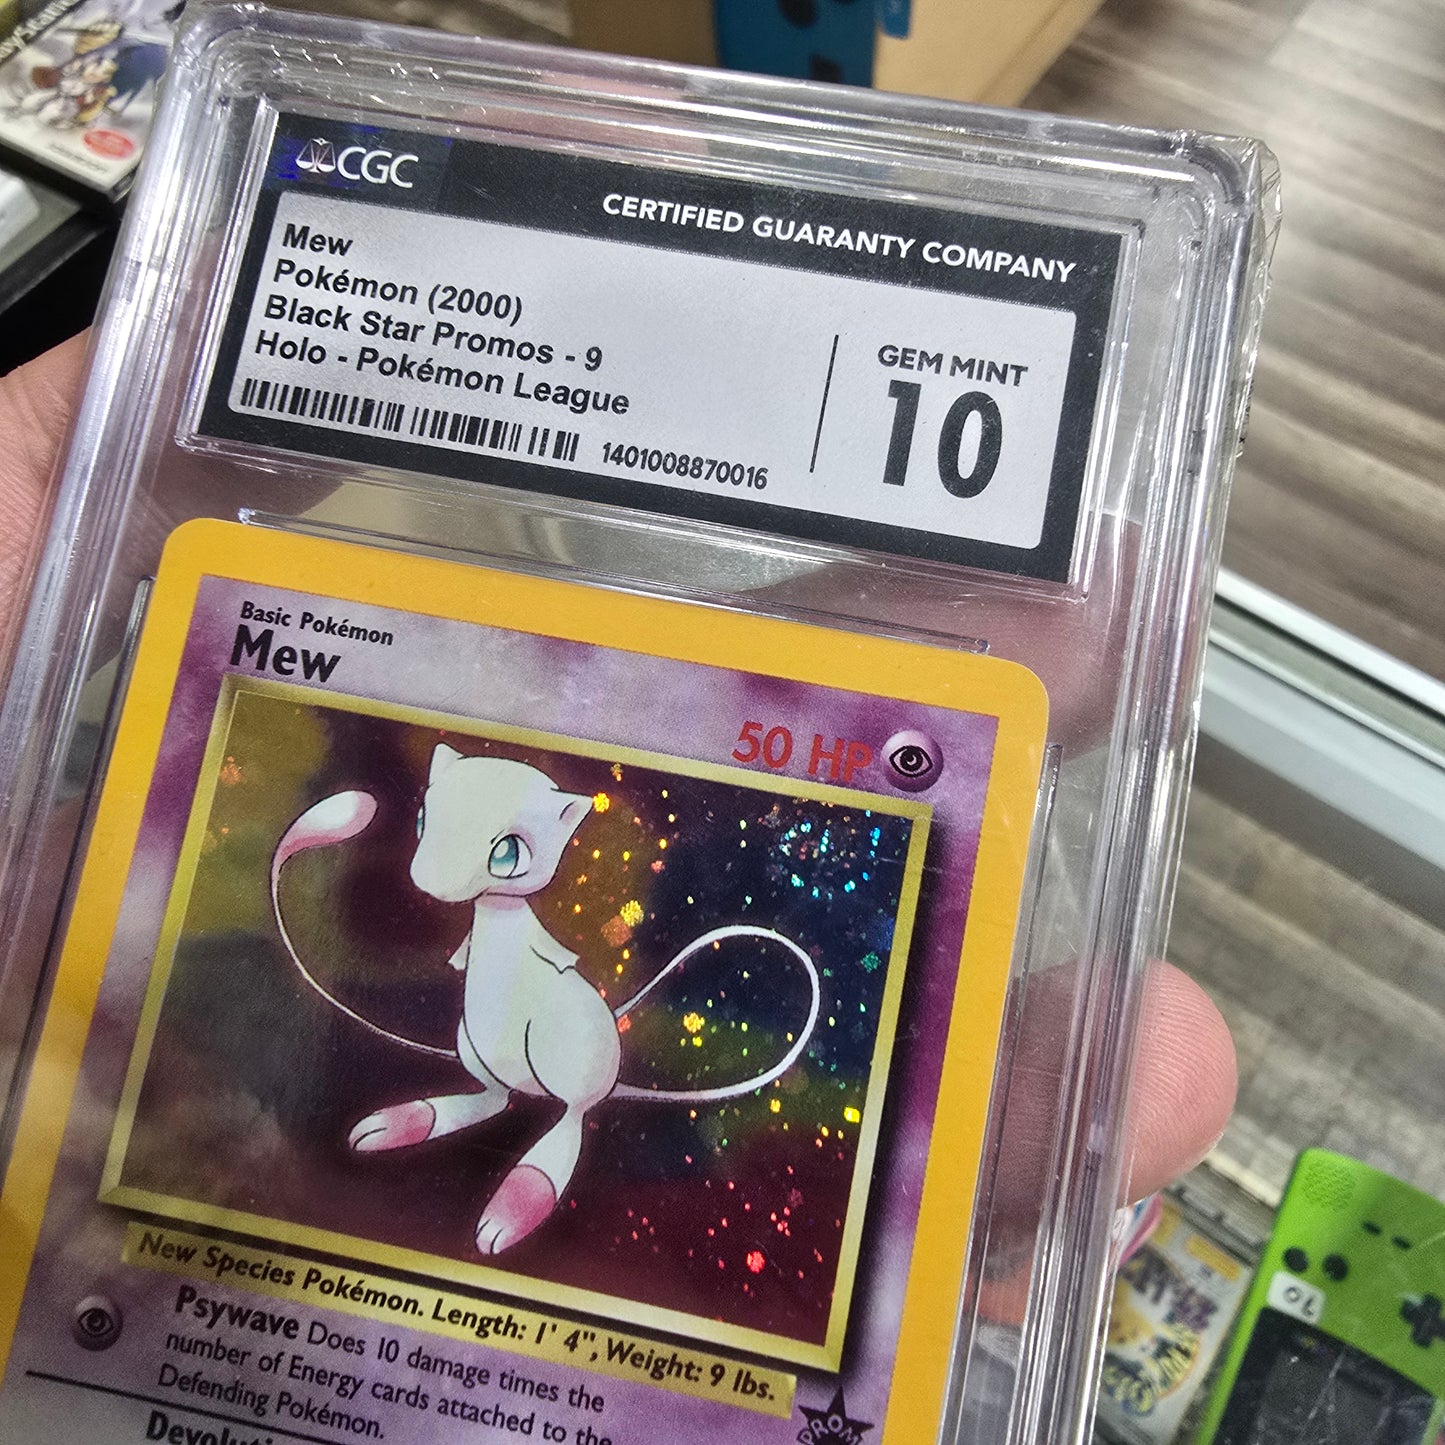 CGC
CERTIFIED GUARANTY COMPANY
Mew
Pokémon (2000)
Black Star Promos - 9
Holo - Pokémon League
1401008870016
GEM MINT
10
Basic Pokémon
Mew
50 HP
New Species Pokémon. Length: 1' 4", Weight: 9 lbs.
Psywave Does 10 damage times the
number of Energy cards attached to the
Defending Pokémon.
PROM
OL